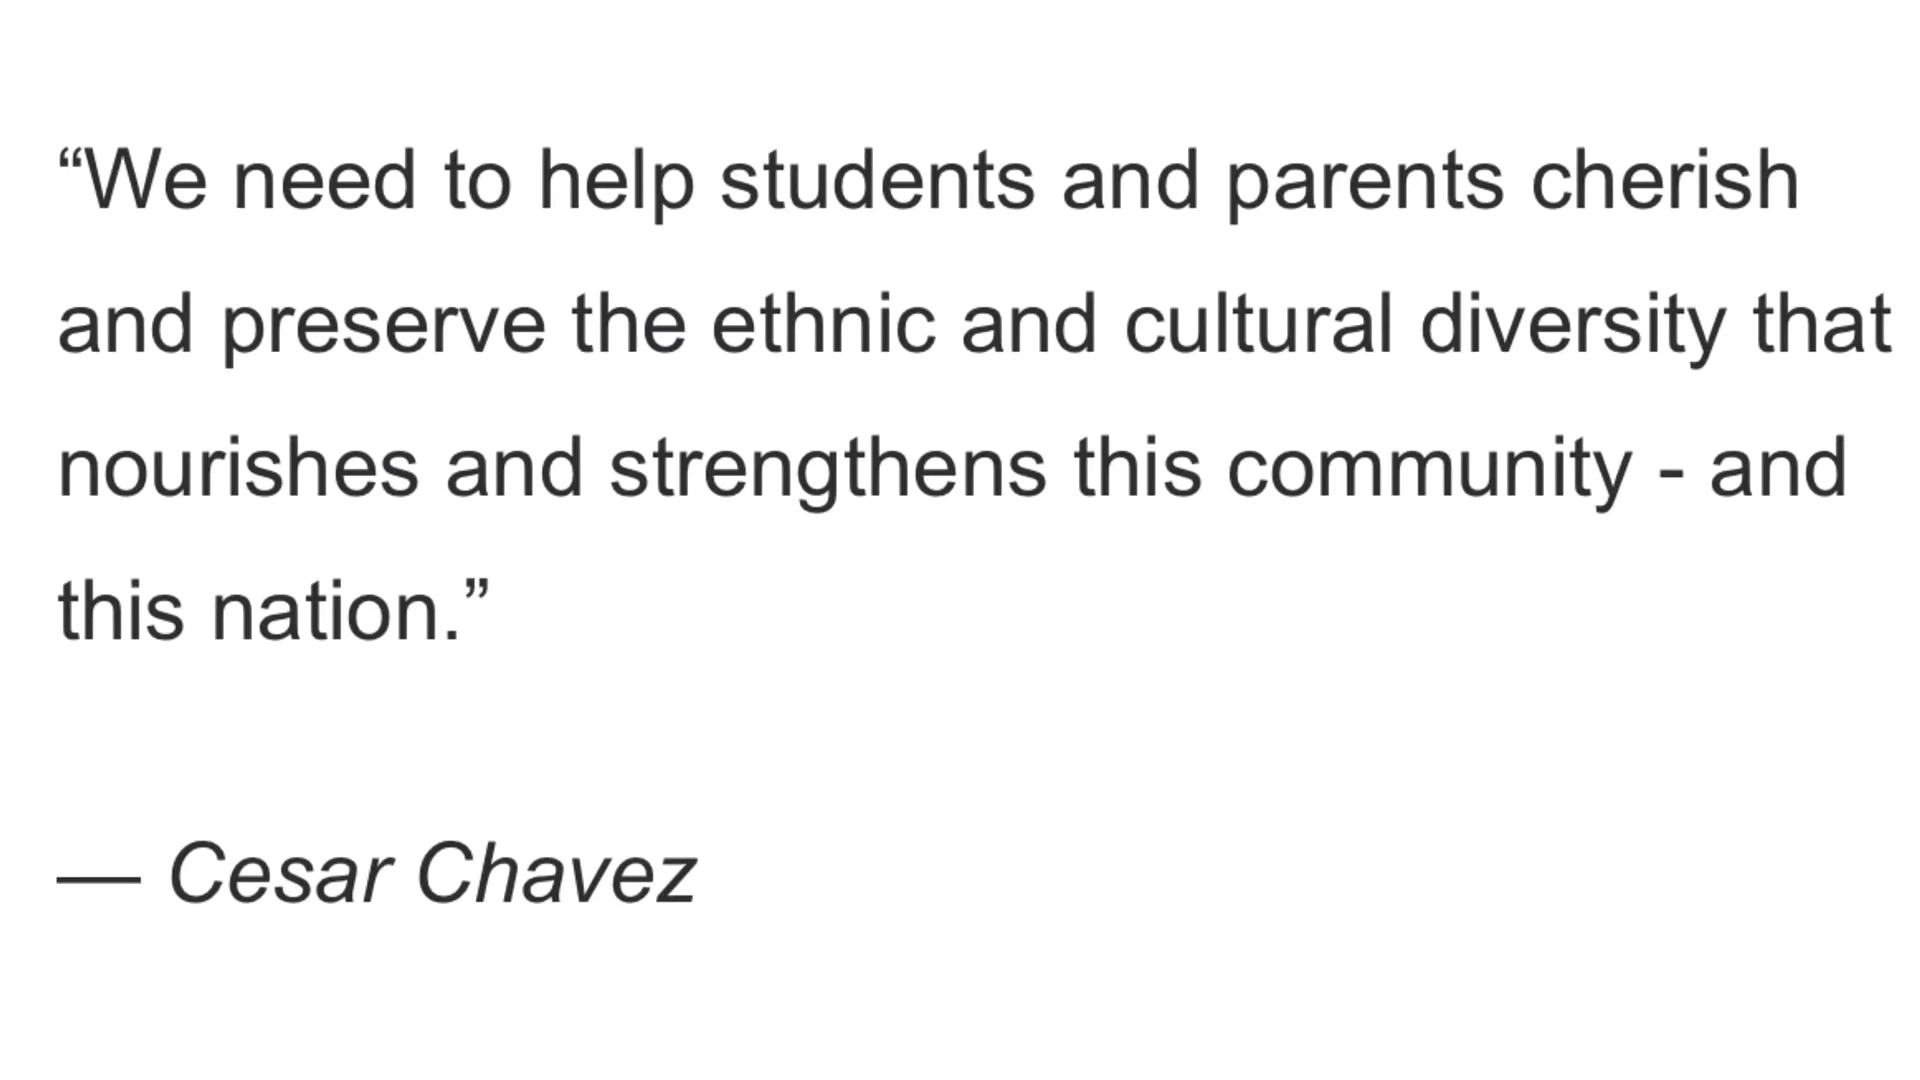 “We need to help students and parents cherish
and preserve the ethnic and cultural diversity that
nourishes and strengthens this community - and
this nation.”
— Cesar Chavez